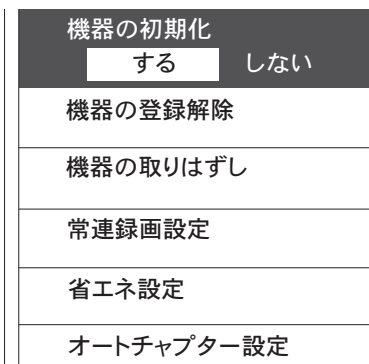 機器の初期化
する しない
機器の登録解除
機器の取りはずし
常連録画設定
省エネ設定
オートチャプター設定